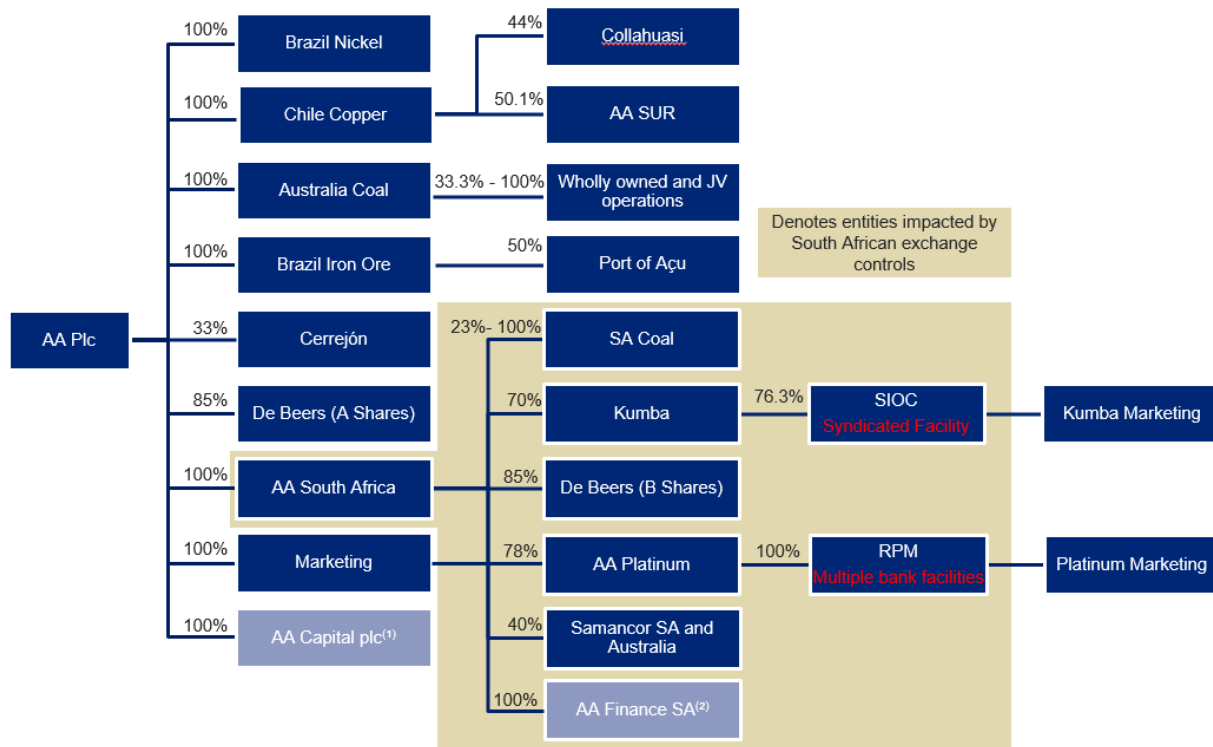 100%
Brazil Nickel
44%
Collahuasi
100%
Chile Copper
50.1%
AA SUR
100%
Australia Coal
33.3% - 100%
Wholly owned and JV
operations
Denotes entities impacted by
South African exchange
controls
100%
Brazil Iron Ore
50%
Port of Açu
AA Plc
33%
Cerrejón
23%- 100%
SA Coal
85%
De Beers (A Shares)
70%
Kumba
76.3%
SIOC
Syndicated Facility
Kumba Marketing
100%
AA South Africa
85%
De Beers (B Shares)
100%
Marketing
78%
AA Platinum
100%
RPM
Multiple bank facilities
Platinum Marketing
100%
AA Capital plc⁽¹⁾
40%
Samancor SA and
Australia
100%
AA Finance SA⁽²⁾